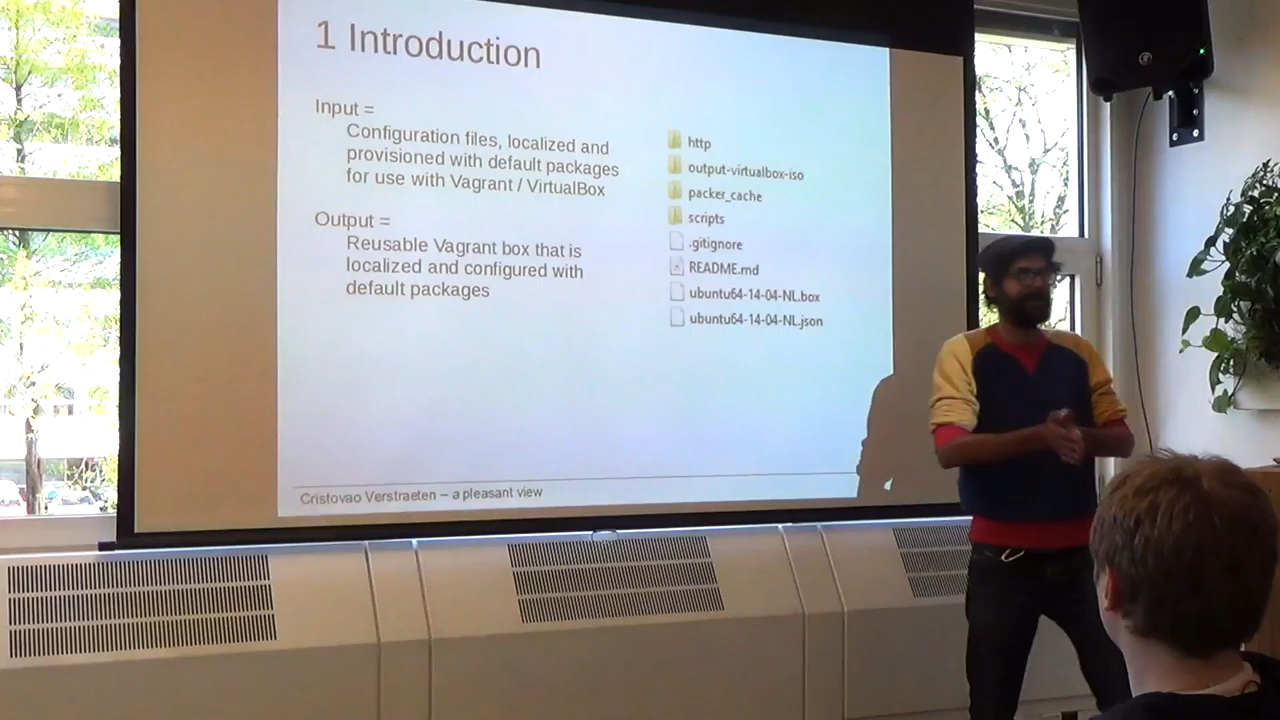 1 Introduction
Input =
Configuration files, localized and
provisioned with default packages
for use with Vagrant / VirtualBox
Output =
Reusable Vagrant box that is
localized and configured with
default packages
http
output-virtualbox-iso
packer_cache
scripts
.gitignore
README.md
ubuntu64-14-04-NL.box
ubuntu64-14-04-NL.json
Cristovao Verstraeten – a pleasant view